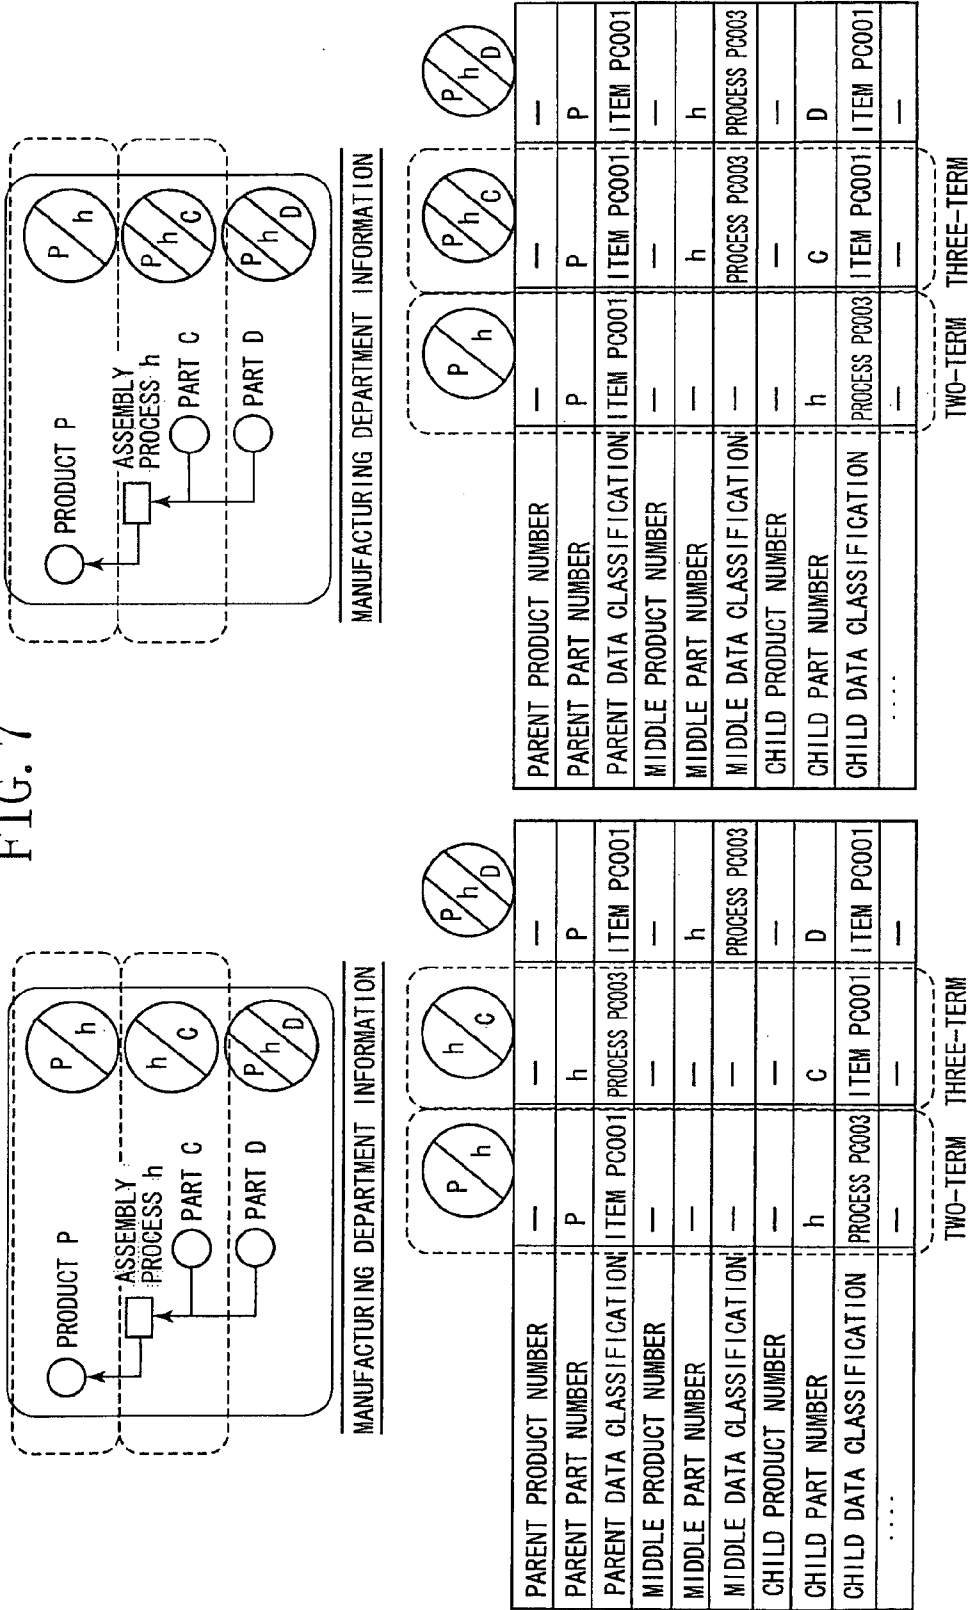 FIG. 7
PRODUCT P
ASSEMBLY
PROCESS h
PART C
PART D
P h
h C
P h D
MANUFACTURING DEPARTMENT INFORMATION
P h
h C
P h D
PARENT PRODUCT NUMBER — — —
PARENT PART NUMBER P h P
PARENT DATA CLASSIFICATION ITEM PC001 PROCESS PC003 ITEM PC001
MIDDLE PRODUCT NUMBER — — —
MIDDLE PART NUMBER — — h
MIDDLE DATA CLASSIFICATION — — PROCESS PC003
CHILD PRODUCT NUMBER — — —
CHILD PART NUMBER h C D
CHILD DATA CLASSIFICATION PROCESS PC003 ITEM PC001 ITEM PC001
.... — — —
TWO-TERM THREE-TERM
PRODUCT P
ASSEMBLY
PROCESS h
PART C
PART D
P h
P h C
P h D
MANUFACTURING DEPARTMENT INFORMATION
P h
P h C
P h D
PARENT PRODUCT NUMBER — — —
PARENT PART NUMBER P P P
PARENT DATA CLASSIFICATION ITEM PC001 ITEM PC001 ITEM PC001
MIDDLE PRODUCT NUMBER — — —
MIDDLE PART NUMBER — h h
MIDDLE DATA CLASSIFICATION — PROCESS PC003 PROCESS PC003
CHILD PRODUCT NUMBER — — —
CHILD PART NUMBER h C D
CHILD DATA CLASSIFICATION PROCESS PC003 ITEM PC001 ITEM PC001
.... — — —
TWO-TERM THREE-TERM